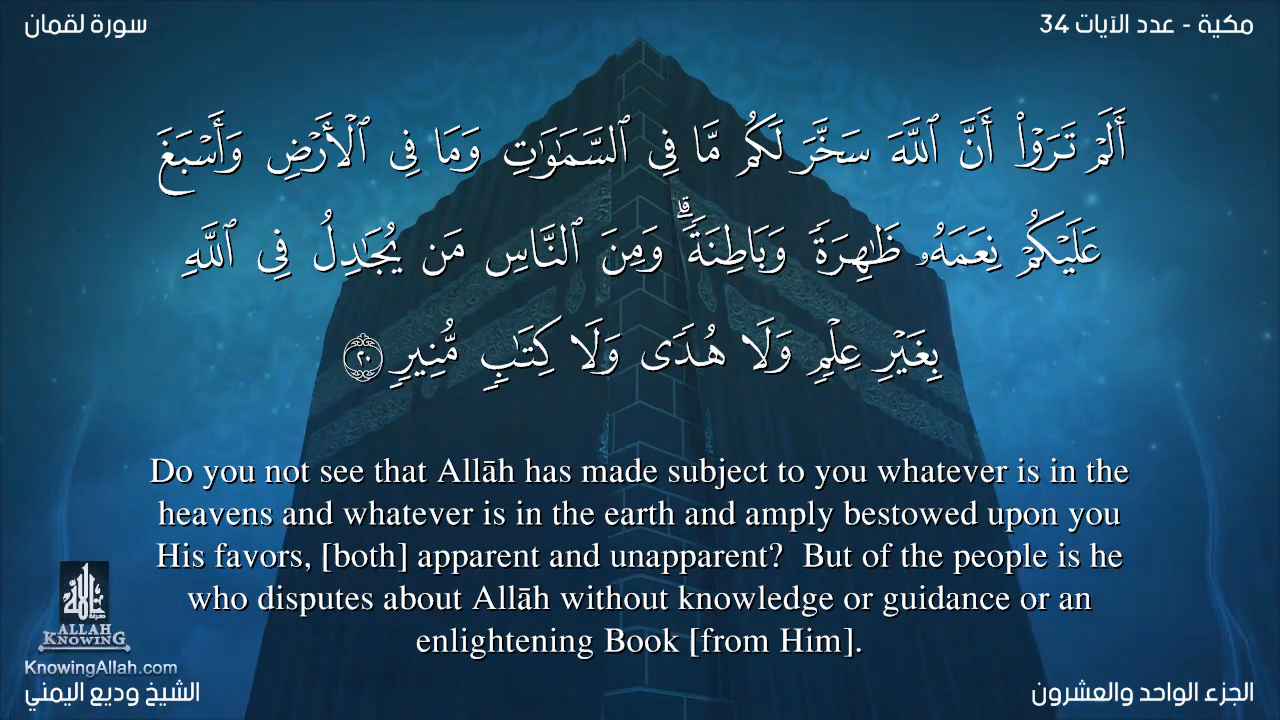 مكية - عدد الآيات 34
سورة لقمان
أَلَمْ تَرَوْا۟ أَنَّ ٱللَّهَ سَخَّرَ لَكُم مَّا فِى ٱلسَّمَـٰوَٰتِ وَمَا فِى ٱلْأَرْضِ وَأَسْبَغَ
عَلَيْكُمْ نِعَمَهُۥ ظَـٰهِرَةً وَبَاطِنَةً ۗ وَمِنَ ٱلنَّاسِ مَن يُجَـٰدِلُ فِى ٱللَّهِ
بِغَيْرِ عِلْمٍ وَلَا هُدًى وَلَا كِتَـٰبٍ مُّنِيرٍ ٢٠
Do you not see that Allāh has made subject to you whatever is in the
heavens and whatever is in the earth and amply bestowed upon you
His favors, [both] apparent and unapparent?  But of the people is he
who disputes about Allāh without knowledge or guidance or an
enlightening Book [from Him].
معرفة الله
ALLAH
KNOWING
KnowingAllah.com
الجزء الواحد والعشرون
الشيخ وديع اليمني